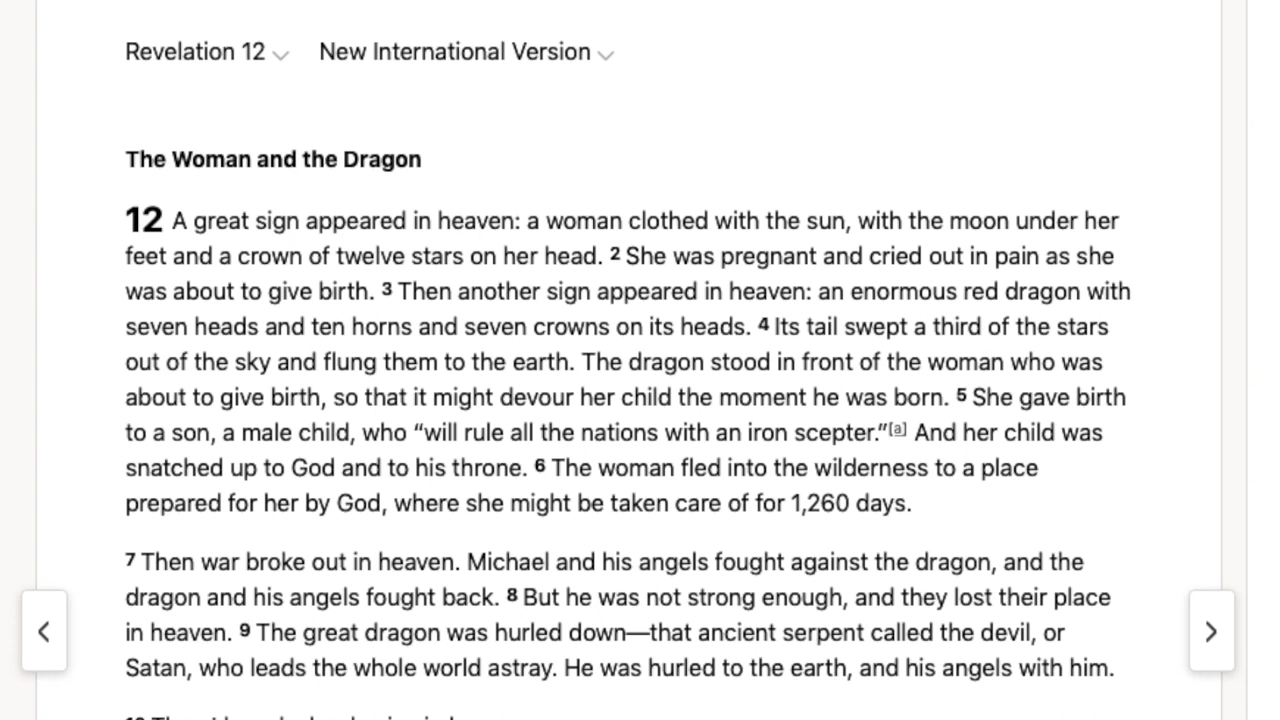 Revelation 12 New International Version
The Woman and the Dragon
12 A great sign appeared in heaven: a woman clothed with the sun, with the moon under her
feet and a crown of twelve stars on her head. 2 She was pregnant and cried out in pain as she
was about to give birth. 3 Then another sign appeared in heaven: an enormous red dragon with
seven heads and ten horns and seven crowns on its heads. 4 Its tail swept a third of the stars
out of the sky and flung them to the earth. The dragon stood in front of the woman who was
about to give birth, so that it might devour her child the moment he was born. 5 She gave birth
to a son, a male child, who “will rule all the nations with an iron scepter.”[a] And her child was
snatched up to God and to his throne. 6 The woman fled into the wilderness to a place
prepared for her by God, where she might be taken care of for 1,260 days.
7 Then war broke out in heaven. Michael and his angels fought against the dragon, and the
dragon and his angels fought back. 8 But he was not strong enough, and they lost their place
in heaven. 9 The great dragon was hurled down—that ancient serpent called the devil, or
Satan, who leads the whole world astray. He was hurled to the earth, and his angels with him.